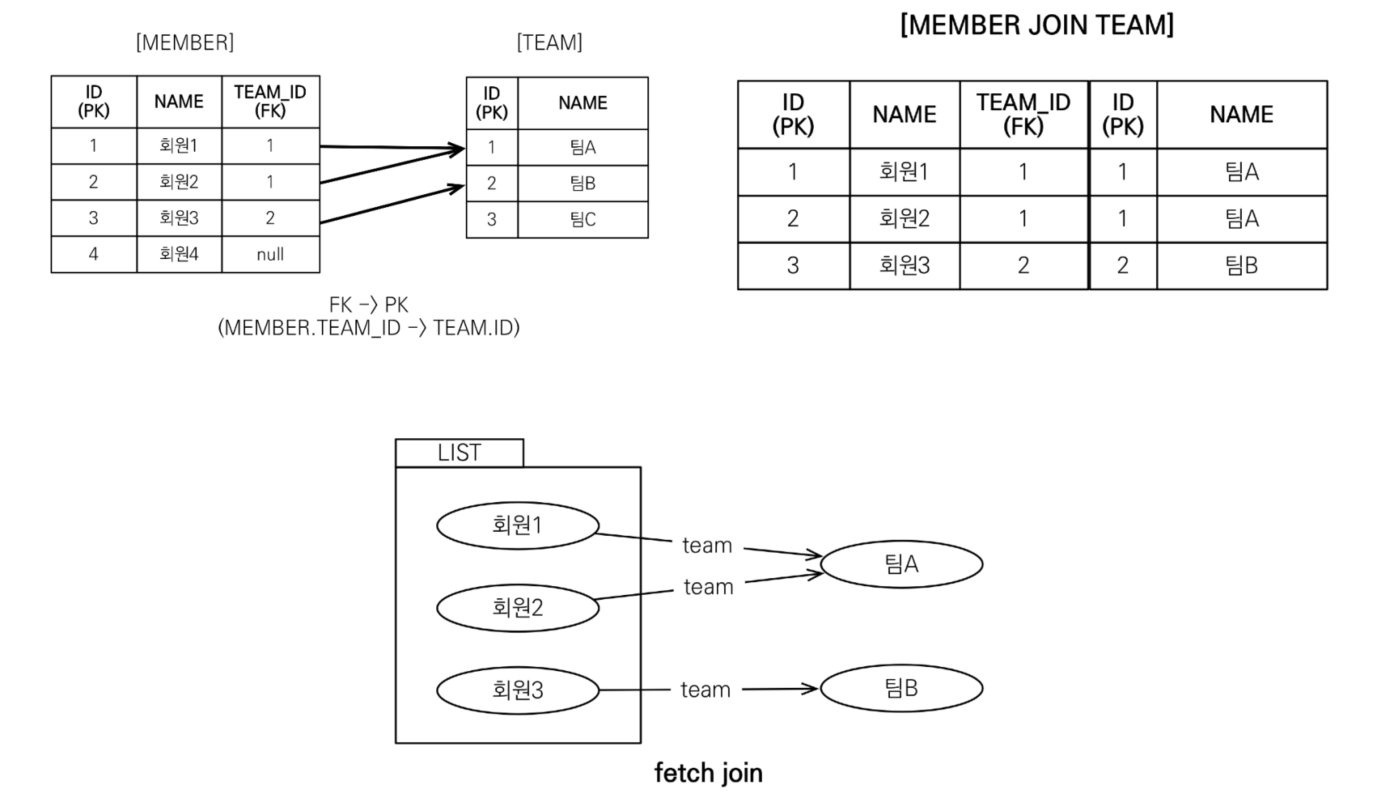 [MEMBER]
ID (PK) NAME TEAM_ID (FK)
1 회원1 1
2 회원2 1
3 회원3 2
4 회원4 null
[TEAM]
ID (PK) NAME
1 팀A
2 팀B
3 팀C
FK -> PK
(MEMBER.TEAM_ID -> TEAM.ID)
[MEMBER JOIN TEAM]
ID (PK) NAME TEAM_ID (FK) ID (PK) NAME
1 회원1 1 1 팀A
2 회원2 1 1 팀A
3 회원3 2 2 팀B
LIST
회원1
team
팀A
회원2
team
회원3
team
팀B
fetch join